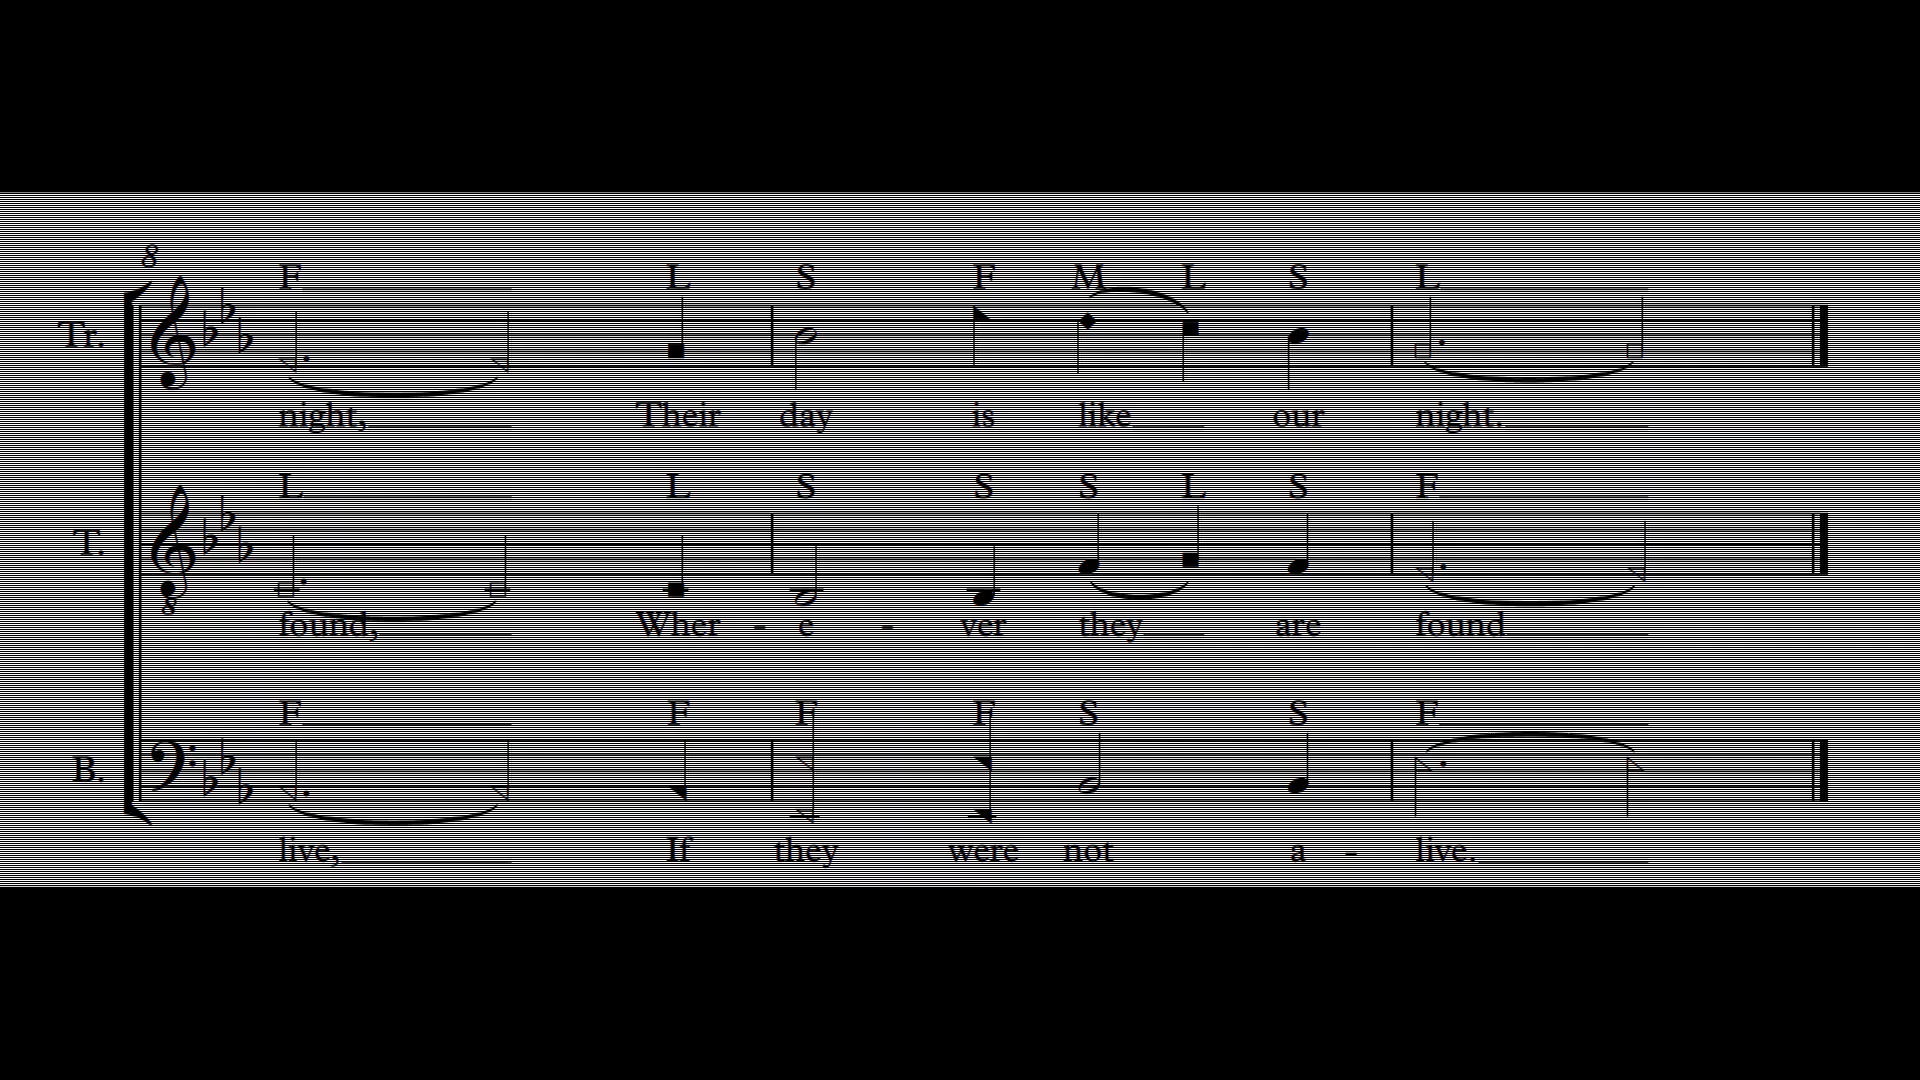 8
F L S F M L S L
Tr.
night, Their day is like our night.
L L S S S L S F
T.
8
found, Wher - e - ver they are found
F F F F S S F
B.
live, If they were not a - live.